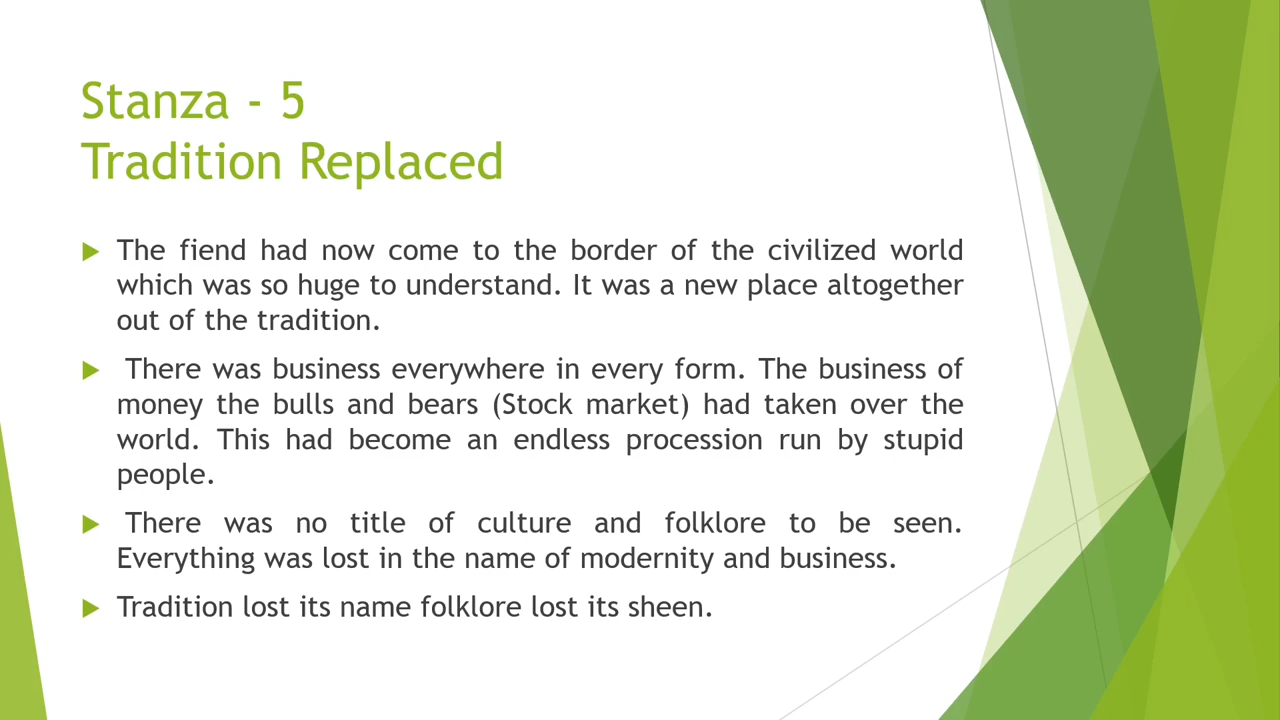 Stanza - 5
Tradition Replaced
The fiend had now come to the border of the civilized world
which was so huge to understand. It was a new place altogether
out of the tradition.
There was business everywhere in every form. The business of
money the bulls and bears (Stock market) had taken over the
world. This had become an endless procession run by stupid
people.
There was no title of culture and folklore to be seen.
Everything was lost in the name of modernity and business.
Tradition lost its name folklore lost its sheen.